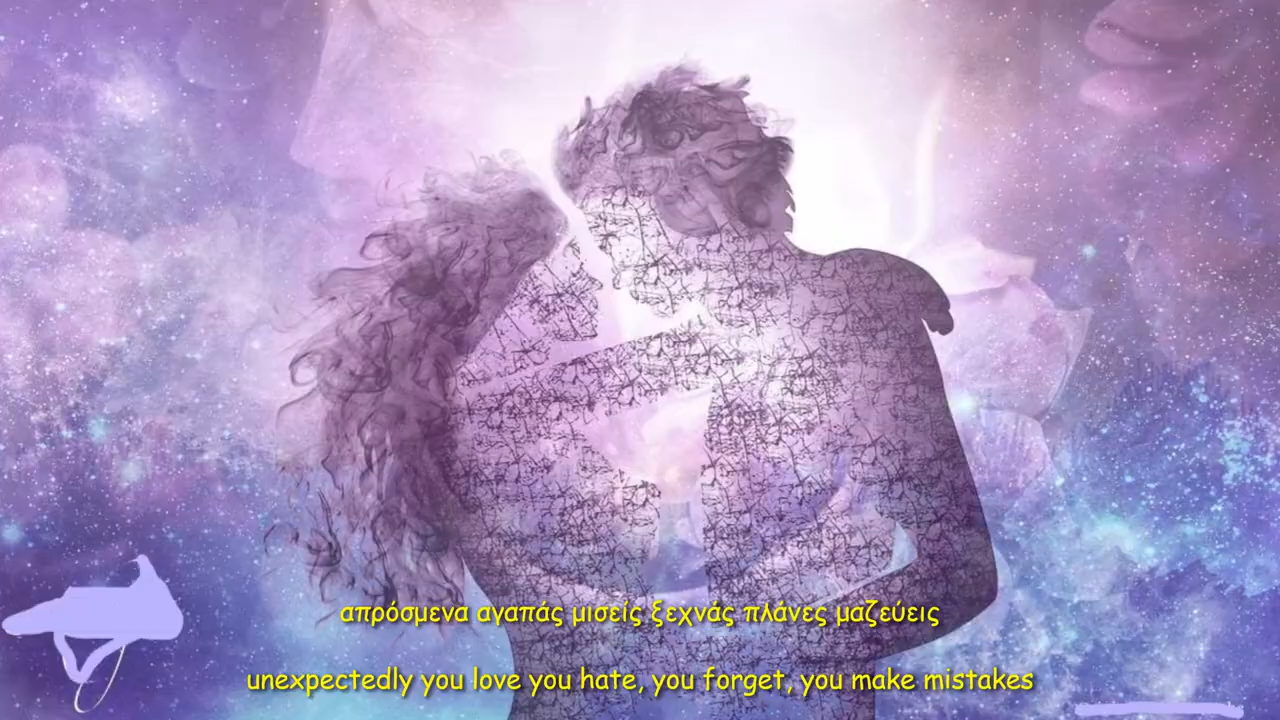 απρόσμενα αγαπάς μισείς ξεχνάς πλάνες μαζεύεις
unexpectedly you love you hate, you forget, you make mistakes